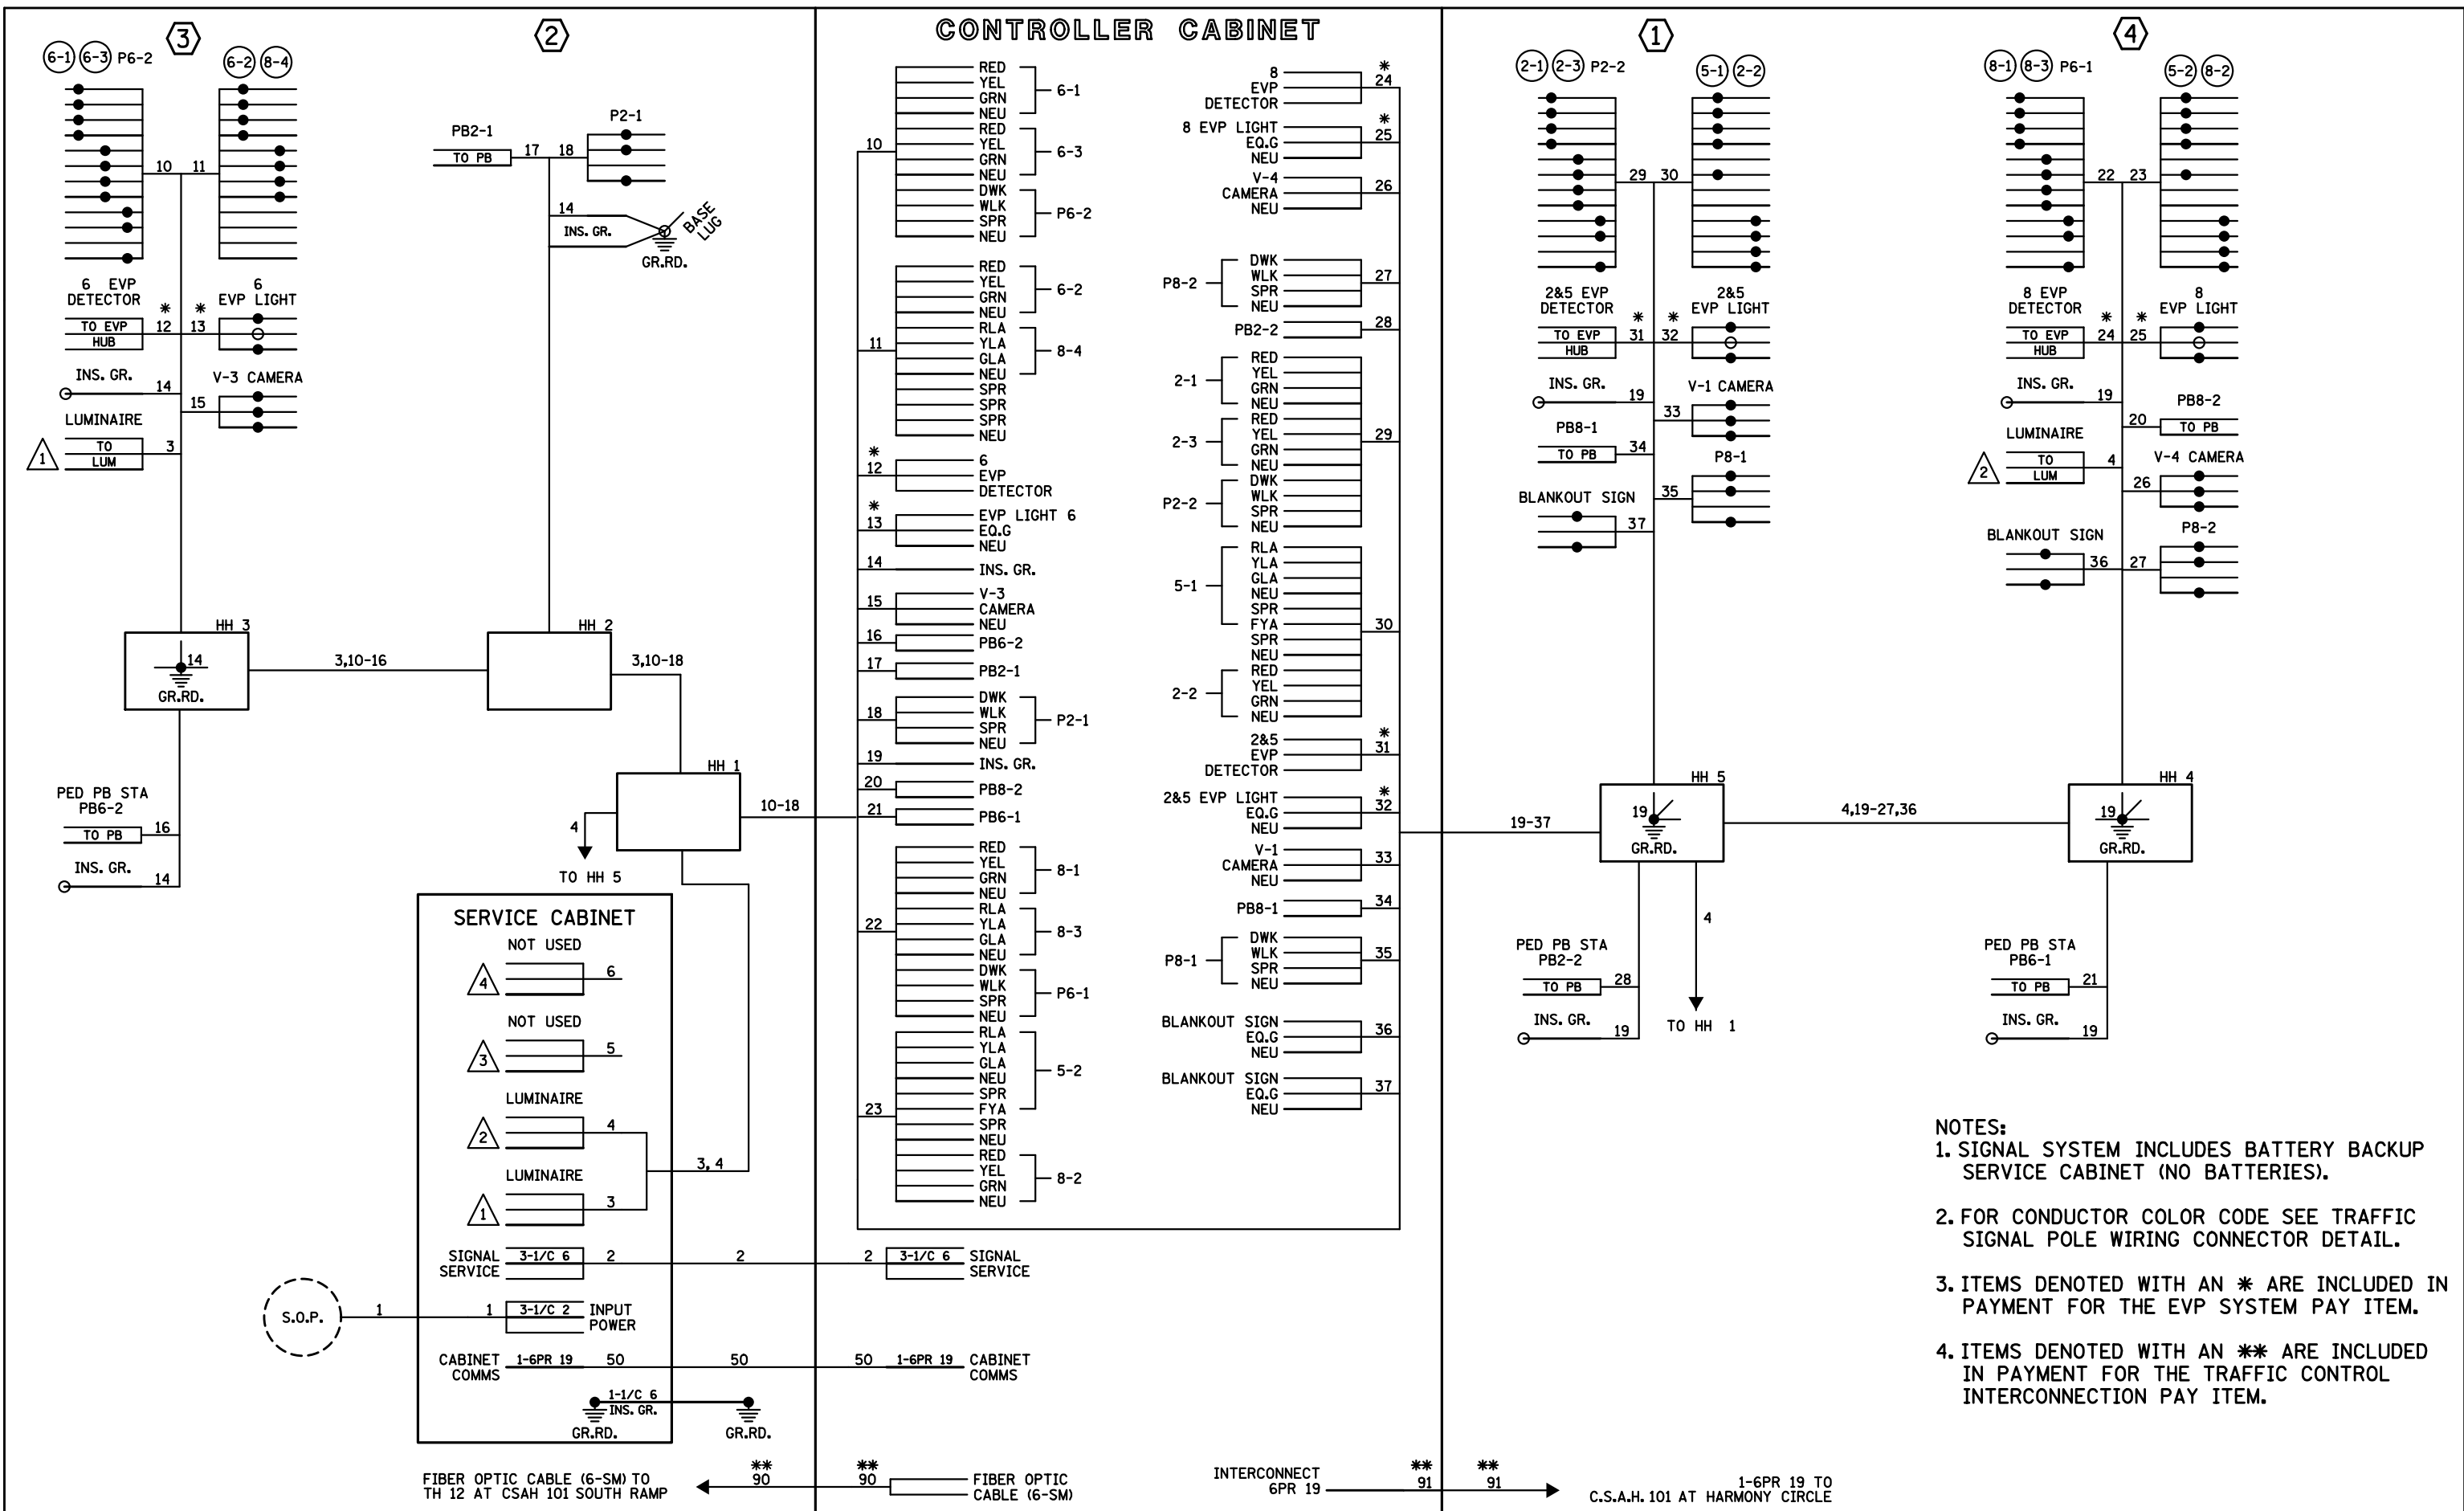 CONTROLLER CABINET
3
6-1 6-3 P6-2
6-2 8-4
10 11
6 EVP
DETECTOR
* *
6
EVP LIGHT
TO EVP
HUB
12 13
INS. GR.
14
V-3 CAMERA
15
LUMINAIRE
1
TO
LUM
3
HH 3
14
GR.RD.
3,10-16
PED PB STA
PB6-2
TO PB
16
INS. GR.
14
2
PB2-1
TO PB
17 18
P2-1
14
INS. GR.
BASE
LUG
GR.RD.
HH 2
3,10-18
HH 1
10-18
4
TO HH 5
SERVICE CABINET
NOT USED
4
6
NOT USED
3
5
LUMINAIRE
2
4
LUMINAIRE
1
3
3, 4
SIGNAL
SERVICE
3-1/C 6
2
2
2
3-1/C 6
SIGNAL
SERVICE
S.O.P.
1
1
3-1/C 2
INPUT
POWER
CABINET
COMMS
1-6PR 19
50
50
50
1-6PR 19
CABINET
COMMS
1-1/C 6
INS. GR.
GR.RD.
GR.RD.
FIBER OPTIC CABLE (6-SM) TO
TH 12 AT CSAH 101 SOUTH RAMP
**
90
**
90
FIBER OPTIC
CABLE (6-SM)
10
RED
YEL
GRN
NEU
6-1
RED
YEL
GRN
NEU
6-3
DWK
WLK
SPR
NEU
P6-2
11
RED
YEL
GRN
NEU
6-2
RLA
YLA
GLA
NEU
8-4
SPR
SPR
SPR
NEU
*
12
6
EVP
DETECTOR
*
13
EVP LIGHT 6
EQ.G
NEU
14
INS. GR.
15
V-3
CAMERA
NEU
16
PB6-2
17
PB2-1
18
DWK
WLK
SPR
NEU
P2-1
19
INS. GR.
20
PB8-2
21
PB6-1
22
RED
YEL
GRN
NEU
8-1
RLA
YLA
GLA
NEU
8-3
DWK
WLK
SPR
NEU
P6-1
23
RLA
YLA
GLA
NEU
SPR
FYA
5-2
SPR
NEU
RED
YEL
GRN
NEU
8-2
8
EVP
DETECTOR
*
24
8 EVP LIGHT
EQ.G
NEU
*
25
V-4
CAMERA
NEU
26
P8-2
DWK
WLK
SPR
NEU
27
PB2-2
28
2-1
RED
YEL
GRN
NEU
2-3
RED
YEL
GRN
NEU
29
P2-2
DWK
WLK
SPR
NEU
5-1
RLA
YLA
GLA
NEU
SPR
FYA
SPR
NEU
30
2-2
RED
YEL
GRN
NEU
2&5
EVP
DETECTOR
*
31
2&5 EVP LIGHT
EQ.G
NEU
*
32
V-1
CAMERA
NEU
33
PB8-1
34
P8-1
DWK
WLK
SPR
NEU
35
BLANKOUT SIGN
EQ.G
NEU
36
BLANKOUT SIGN
EQ.G
NEU
37
INTERCONNECT
6PR 19
**
91
**
91
1-6PR 19 TO
C.S.A.H. 101 AT HARMONY CIRCLE
1
2-1 2-3 P2-2
5-1 2-2
29 30
2&5 EVP
DETECTOR
* *
2&5
EVP LIGHT
TO EVP
HUB
31 32
INS. GR.
19
V-1 CAMERA
33
PB8-1
TO PB
34
P8-1
35
BLANKOUT SIGN
37
19-37
HH 5
19
GR.RD.
4,19-27,36
PED PB STA
PB2-2
TO PB
28
INS. GR.
19
4
TO HH 1
4
8-1 8-3 P6-1
5-2 8-2
22 23
8 EVP
DETECTOR
* *
8
EVP LIGHT
TO EVP
HUB
24 25
INS. GR.
19
PB8-2
20
TO PB
LUMINAIRE
2
TO
LUM
4
V-4 CAMERA
26
BLANKOUT SIGN
36
P8-2
27
HH 4
19
GR.RD.
PED PB STA
PB6-1
TO PB
21
INS. GR.
19
NOTES:
1. SIGNAL SYSTEM INCLUDES BATTERY BACKUP
SERVICE CABINET (NO BATTERIES).
2. FOR CONDUCTOR COLOR CODE SEE TRAFFIC
SIGNAL POLE WIRING CONNECTOR DETAIL.
3. ITEMS DENOTED WITH AN * ARE INCLUDED IN
PAYMENT FOR THE EVP SYSTEM PAY ITEM.
4. ITEMS DENOTED WITH AN ** ARE INCLUDED
IN PAYMENT FOR THE TRAFFIC CONTROL
INTERCONNECTION PAY ITEM.